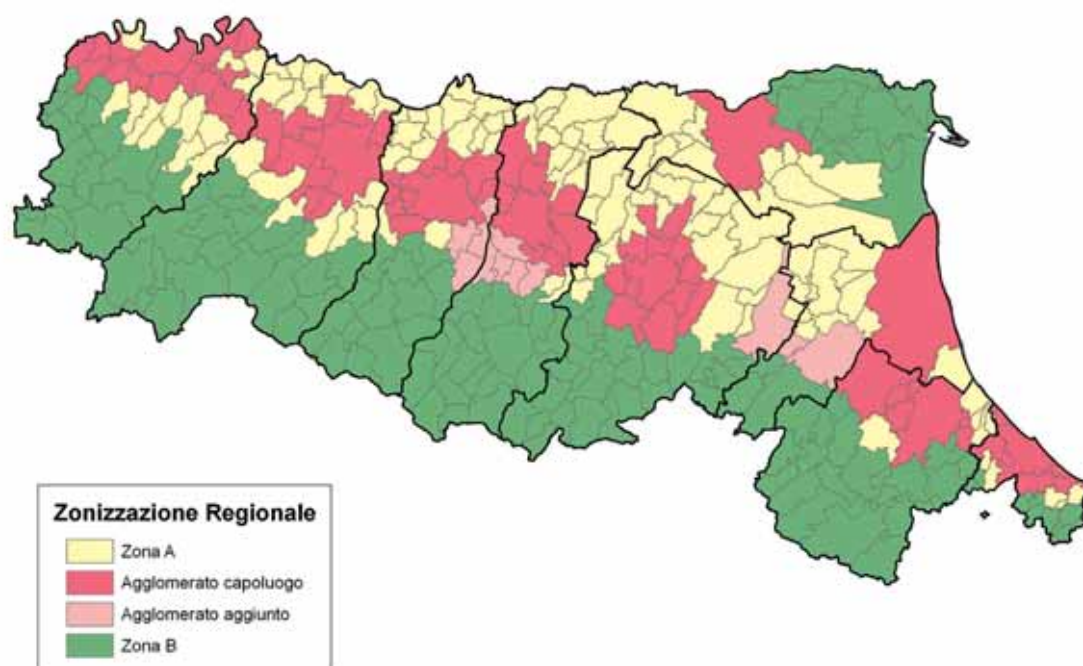 Zonizzazione Regionale
Zona A
Agglomerato capoluogo
Agglomerato aggiunto
Zona B